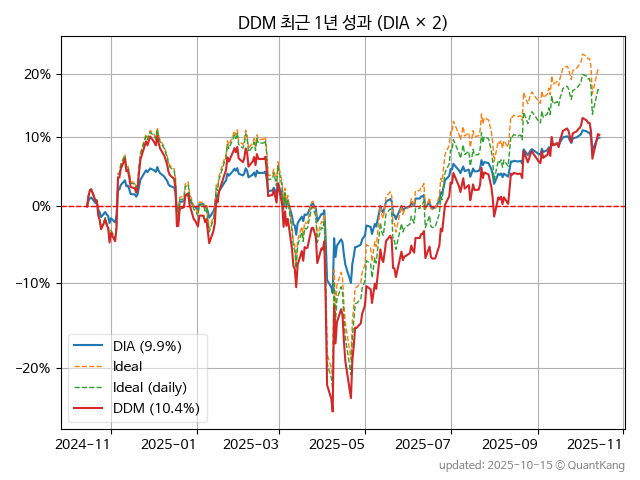 DDM 최근 1년 성과 (DIA × 2)
20%
10%
0%
−10%
−20%
DIA (9.9%)
Ideal
Ideal (daily)
DDM (10.4%)
2024-11 2025-01 2025-03 2025-05 2025-07 2025-09 2025-11
updated: 2025-10-15 © QuantKang